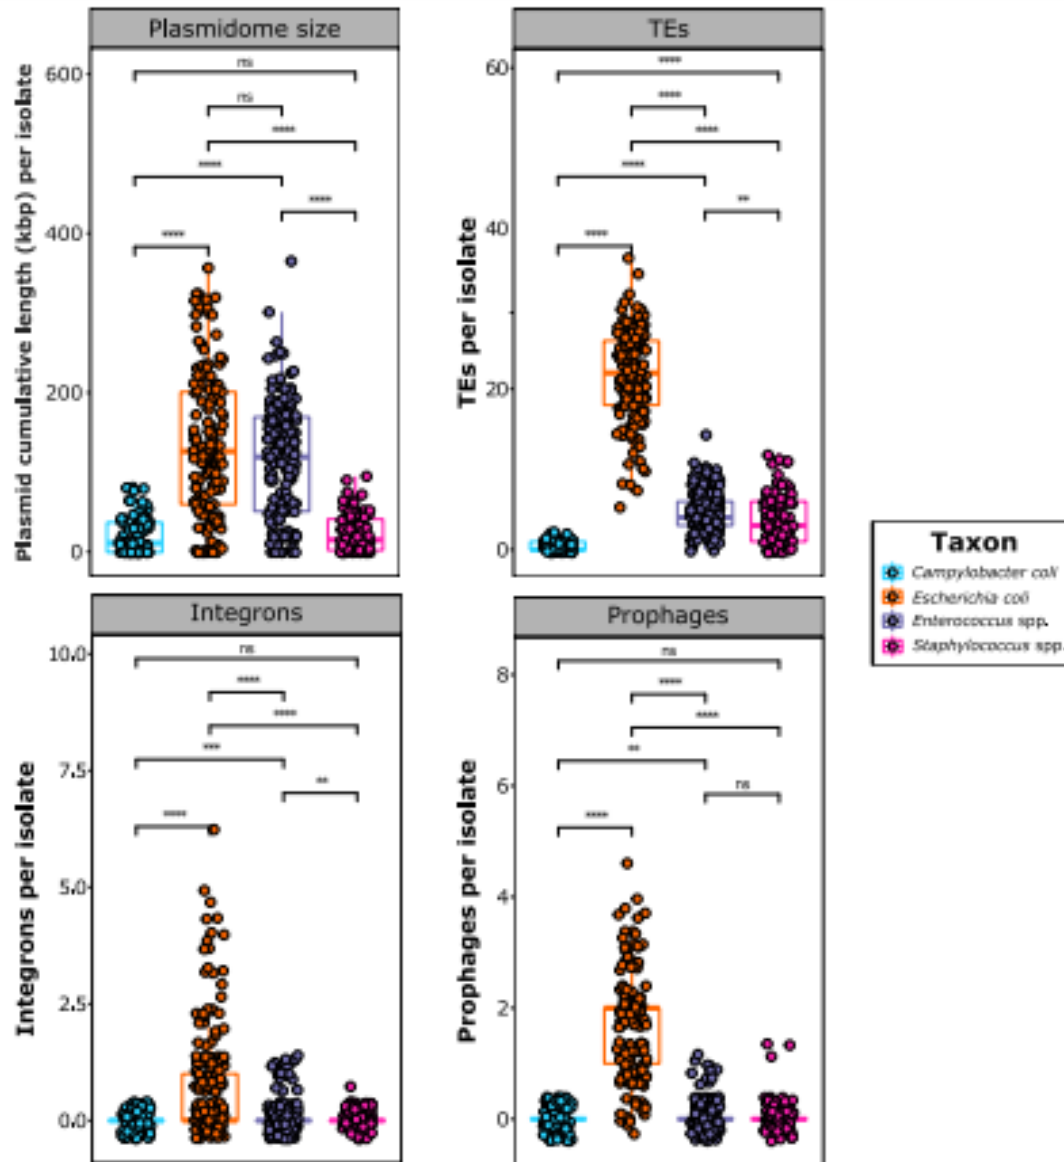 Plasmidome size
Plasmid cumulative length (kbp) per isolate
600
400
200
0
ns
ns
****
****
****
****
TEs
TEs per isolate
60
40
20
0
****
****
****
****
**
****
Taxon
Campylobacter coli
Escherichia coli
Enterococcus spp.
Staphylococcus spp.
Integrons
Integrons per isolate
10.0
7.5
5.0
2.5
0.0
ns
****
****
***
**
****
Prophages
Prophages per isolate
8
6
4
2
0
ns
****
****
**
ns
****